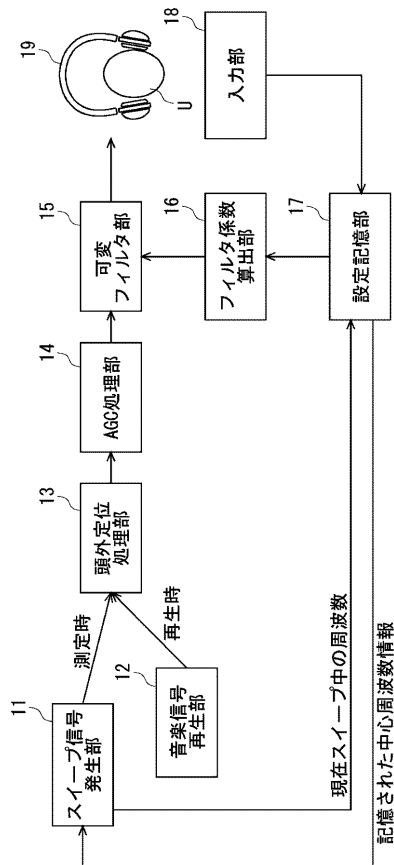 11
スイープ信号
発生部
測定時
12
音楽信号
再生部
再生時
13
頭外定位
処理部
14
AGC処理部
15
可変
フィルタ部
19
U
18
入力部
16
フィルタ係数
算出部
17
設定記憶部
現在スイープ中の周波数
記憶された中心周波数情報